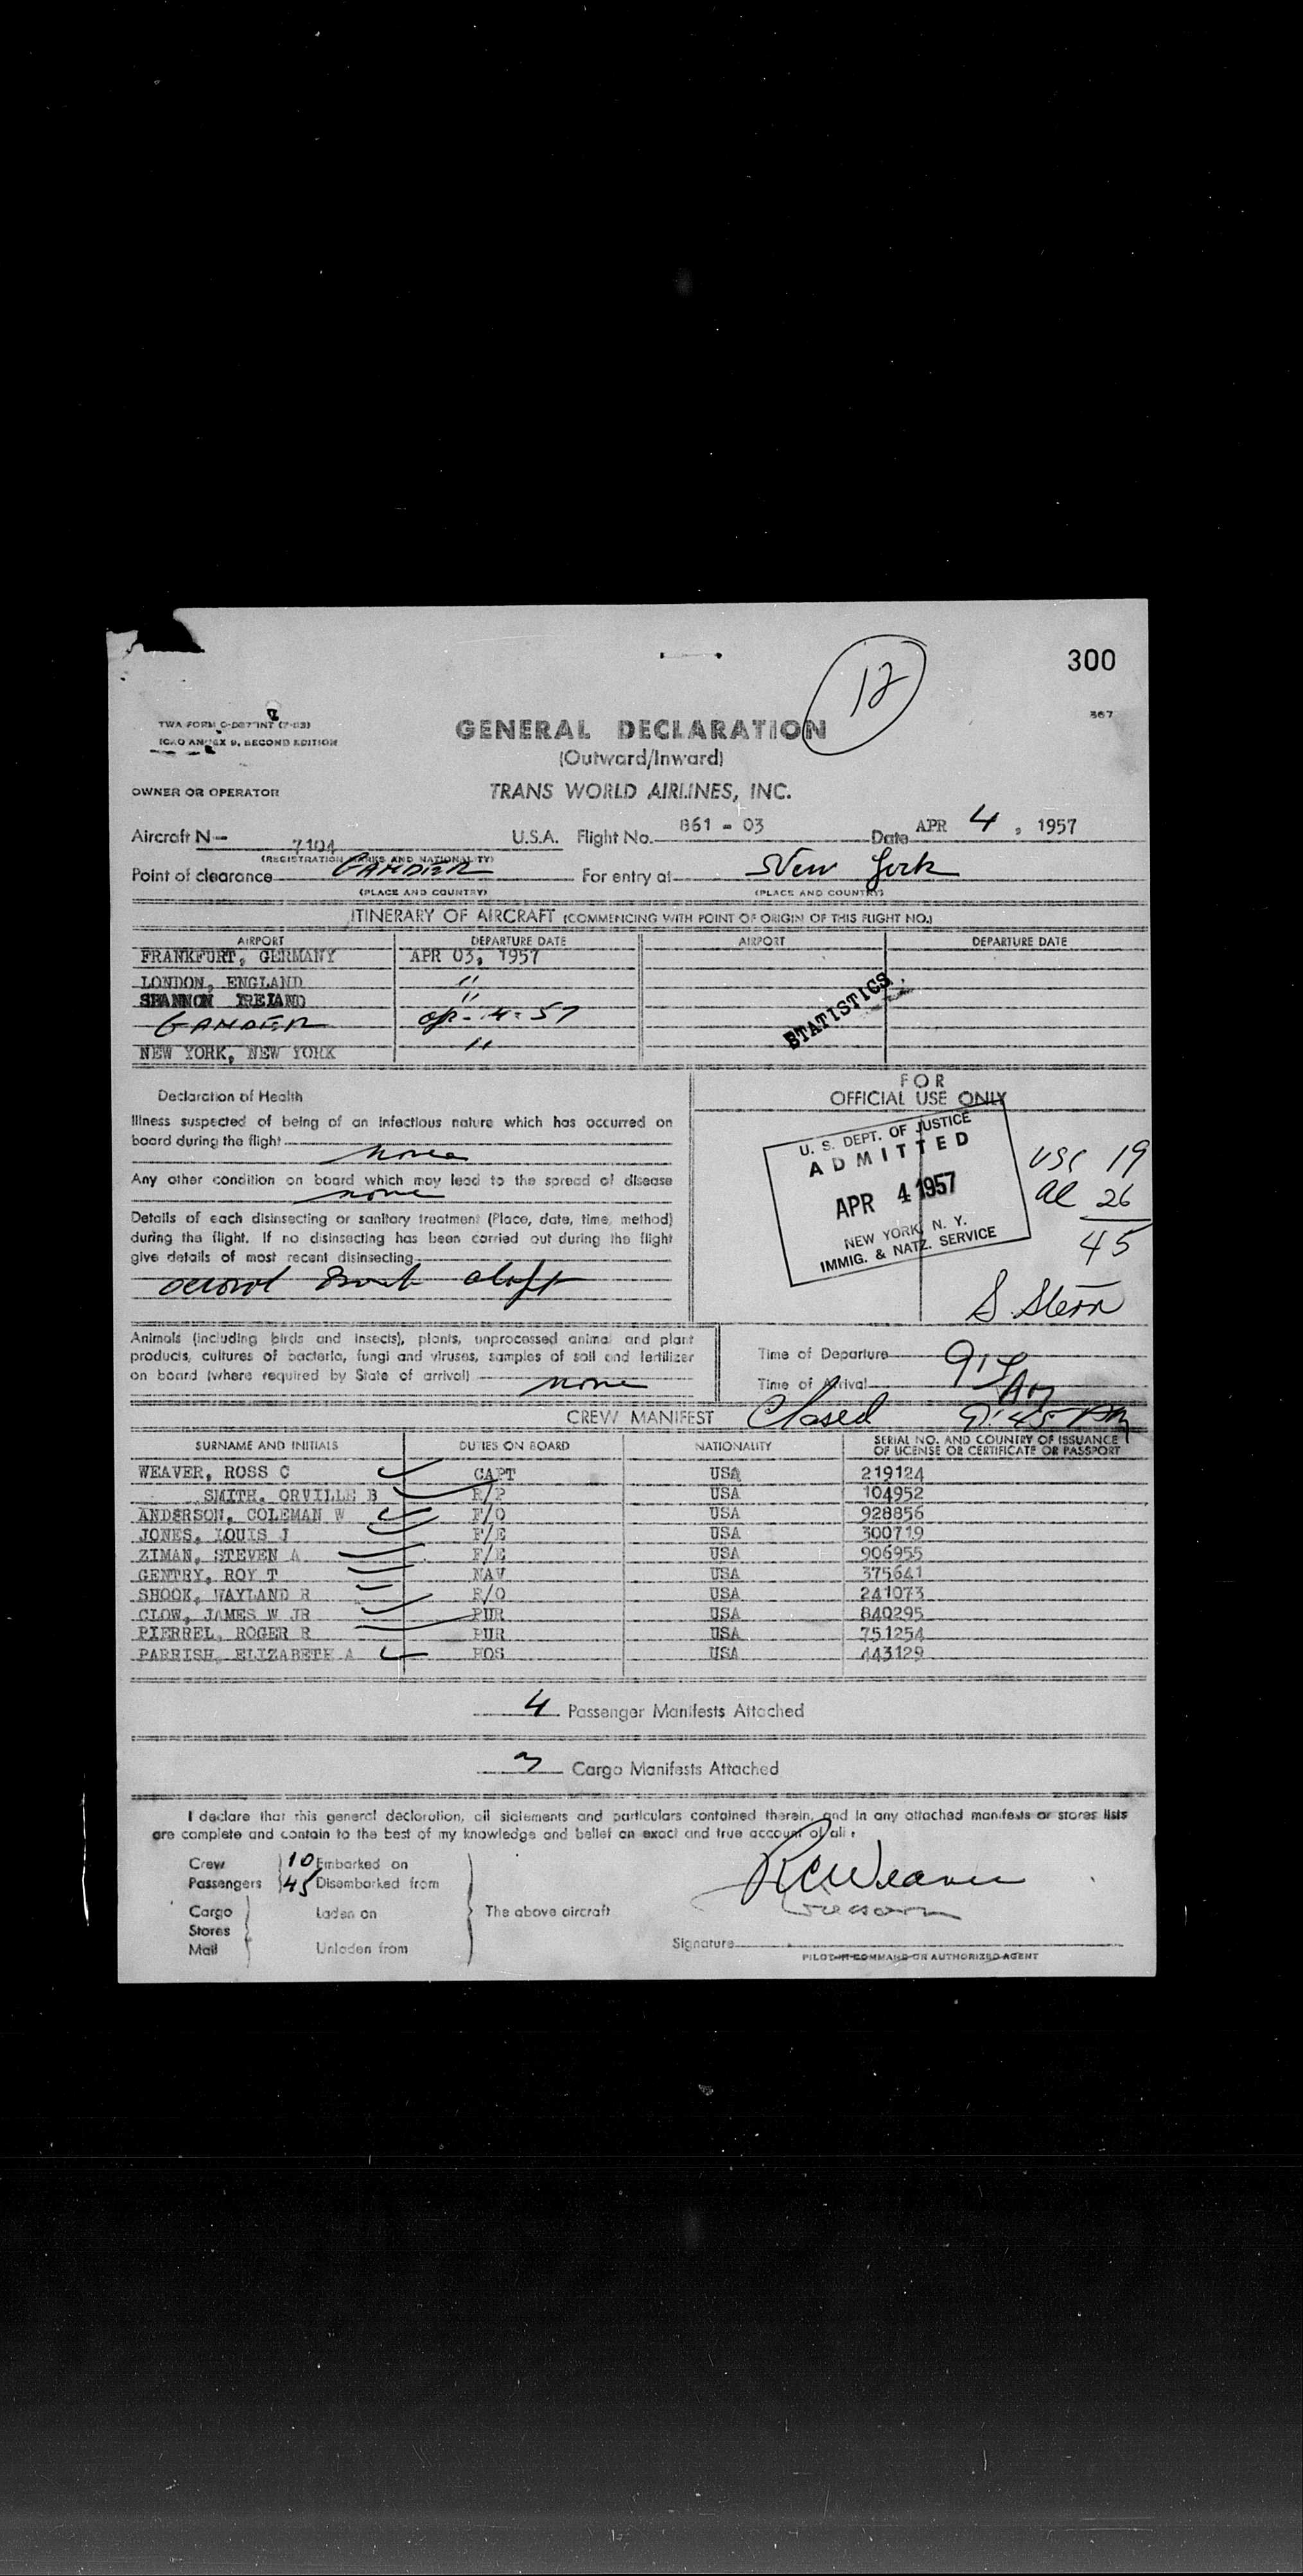 300
12
367
TWA FORM C-
ICAO ANNEX 9, SECOND EDITION
GENERAL DECLARATION
(Outward/Inward)
OWNER OR OPERATOR
TRANS WORLD AIRLINES, INC.
Aircraft N- 7104 U.S.A. Flight No. 861 - 03 Date APR 4, 1957
(REGISTRATION MARKS AND NATIONALITY)
Point of clearance GANDER For entry at New York
(PLACE AND COUNTRY) (PLACE AND COUNTRY)
ITINERARY OF AIRCRAFT (COMMENCING WITH POINT OF ORIGIN OF THIS FLIGHT NO.)
AIRPORT DEPARTURE DATE AIRPORT DEPARTURE DATE
FRANKFURT, GERMANY APR 03, 1957
LONDON, ENGLAND "
SHANNON IRELAND "
GANDER ap- 4- 57
NEW YORK, NEW YORK "
STATISTICS
Declaration of Health
Illness suspected of being of an infectious nature which has occurred on
board during the flight none
Any other condition on board which may lead to the spread of disease
none
Details of each disinsecting or sanitary treatment (Place, date, time, method)
during the flight. If no disinsecting has been carried out during the flight
give details of most recent disinsecting
aloft
FOR
OFFICIAL USE ONLY
U. S. DEPT. OF JUSTICE
ADMITTED
APR 4 1957
NEW YORK, N. Y.
IMMIG. & NATZ. SERVICE
USC 19
al 26
45
S. Stern
Animals (including birds and insects), plants, unprocessed animal and plant
products, cultures of bacteria, fungi and viruses, samples of soil and fertilizer
on board (where required by State of arrival) none
Time of Departure
Time of Arrival
CREW MANIFEST Closed 9:45 AM
SURNAME AND INITIALS DUTIES ON BOARD NATIONALITY SERIAL NO. AND COUNTRY OF ISSUANCE
OF LICENSE OR CERTIFICATE OR PASSPORT
WEAVER, ROSS C CAPT USA 219124
SMITH, ORVILLE B R/P USA 104952
ANDERSON, COLEMAN W F/O USA 928856
JONES, LOUIS J F/E USA 300719
ZIMAN, STEVEN A F/E USA 906955
GENTRY, ROY T NAV USA 375641
SHOOK, WAYLAND R R/O USA 241073
CLOW, JAMES W JR PUR USA 840295
PIERREL, ROGER R PUR USA 751254
PARRISH, ELIZABETH A HOS USA 443129
4 Passenger Manifests Attached
Cargo Manifests Attached
I declare that this general declaration, all statements and particulars contained therein, and in any attached manifests or stores lists
are complete and contain to the best of my knowledge and belief an exact and true account of all:
Crew 10 Embarked on
Passengers 45 Disembarked from
Cargo Laden on The above aircraft
Stores
Mail Unladen from
RC Weaver
Signature
PILOT-IN-COMMAND OR AUTHORIZED AGENT